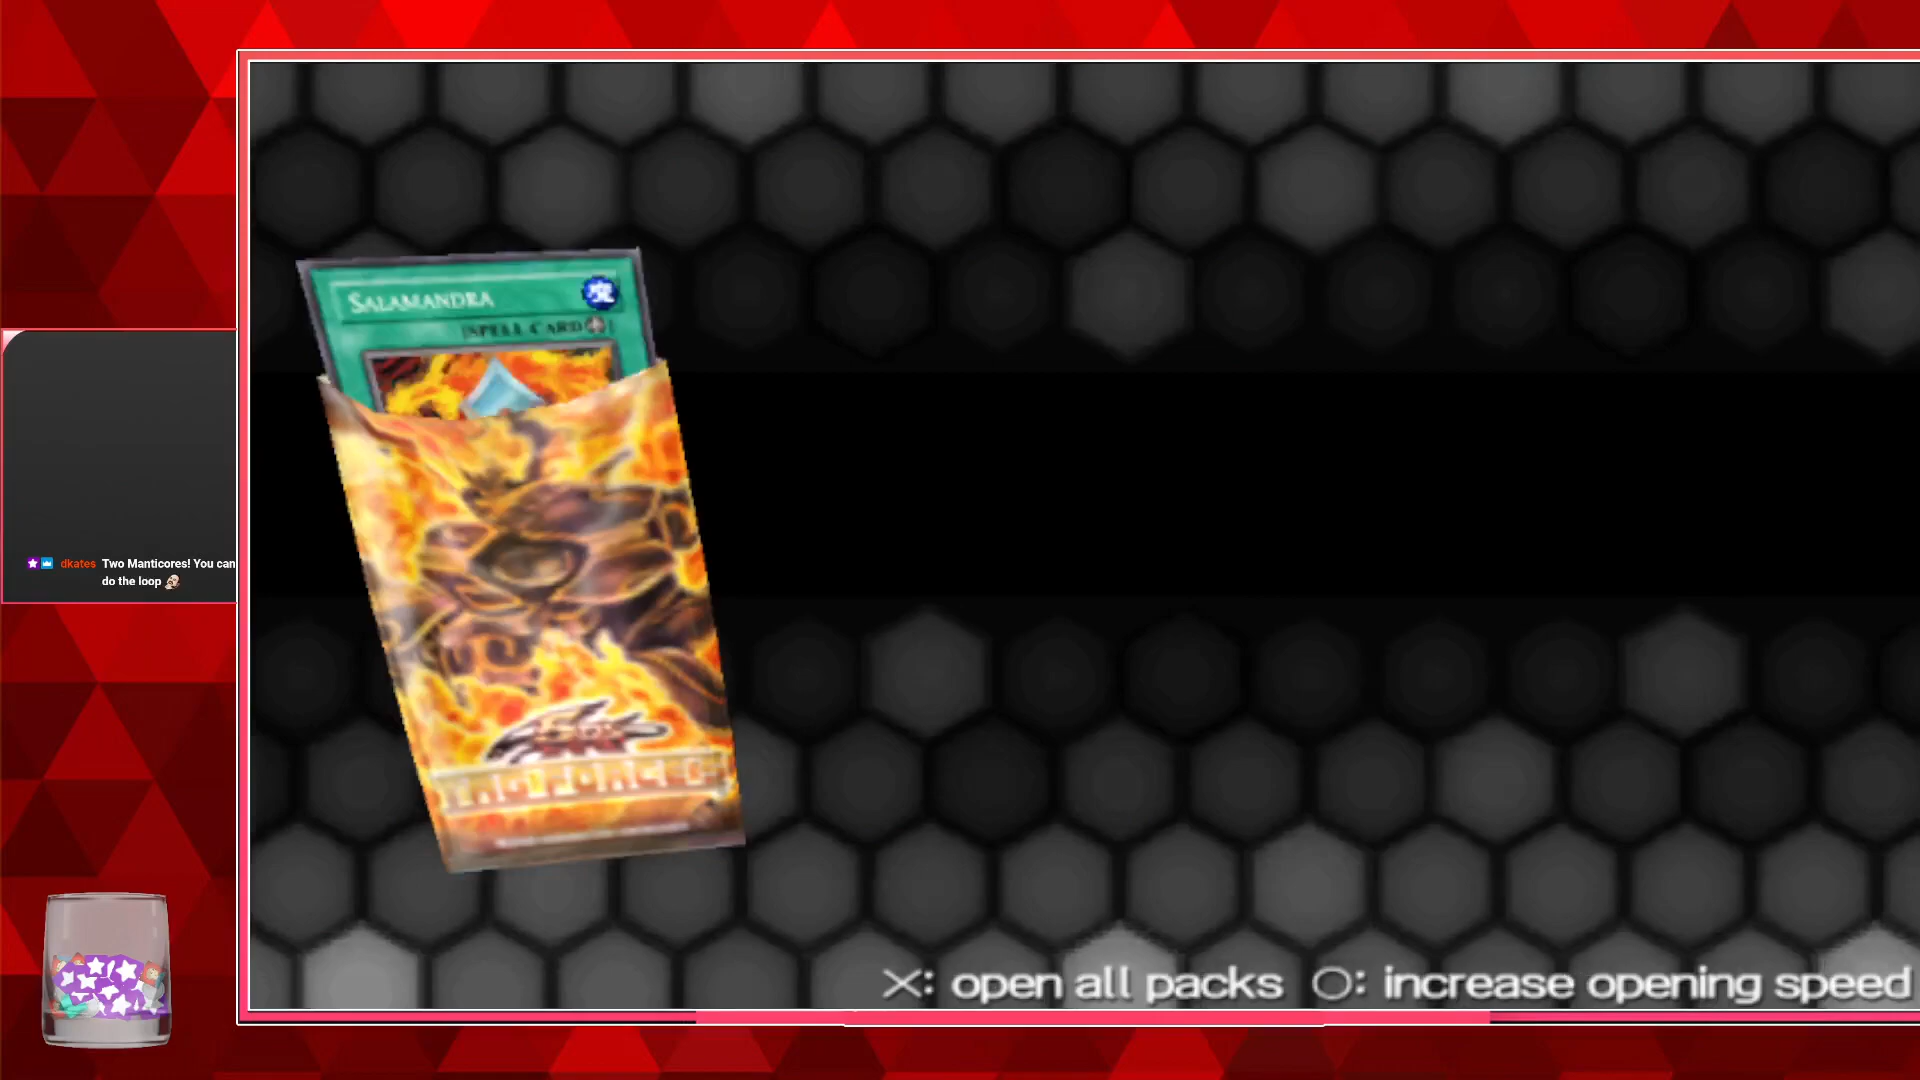 SALAMANDRA
[SPELL CARD
dkates Two Manticores! You can
do the loop
X: open all packs O: increase opening speed